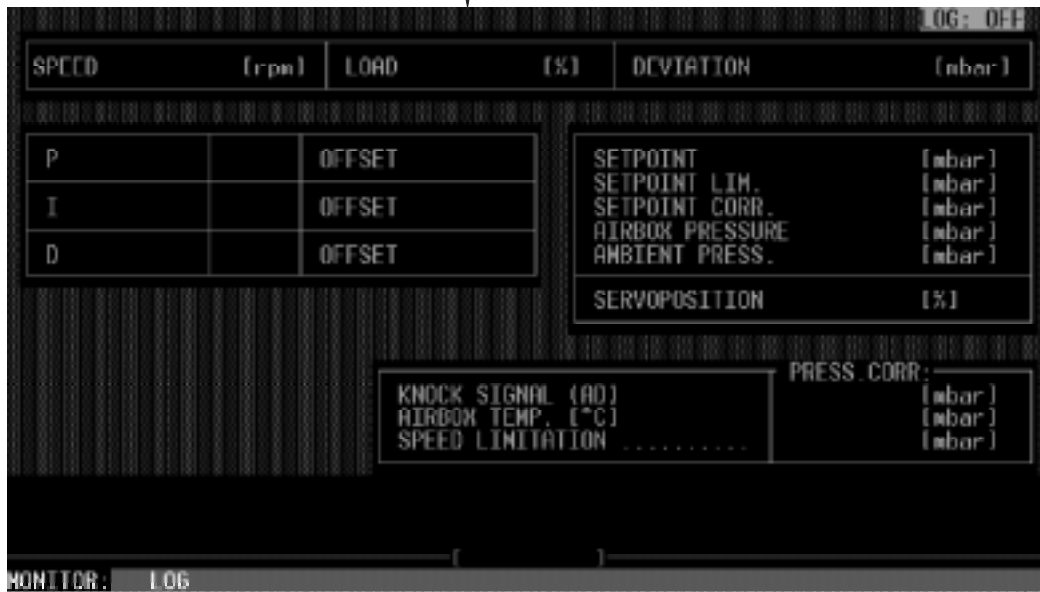 LOG: OFF
SPEED [rpm] LOAD [%] DEVIATION [mbar]
P OFFSET
I OFFSET
D OFFSET
SETPOINT [mbar]
SETPOINT LIM. [mbar]
SETPOINT CORR. [mbar]
AIRBOX PRESSURE [mbar]
AMBIENT PRESS. [mbar]
SERVOPOSITION [%]
PRESS.CORR:
KNOCK SIGNAL (AD) [mbar]
AIRBOX TEMP. [°C] [mbar]
SPEED LIMITATION .......... [mbar]
[ ]
MONITOR: LOG